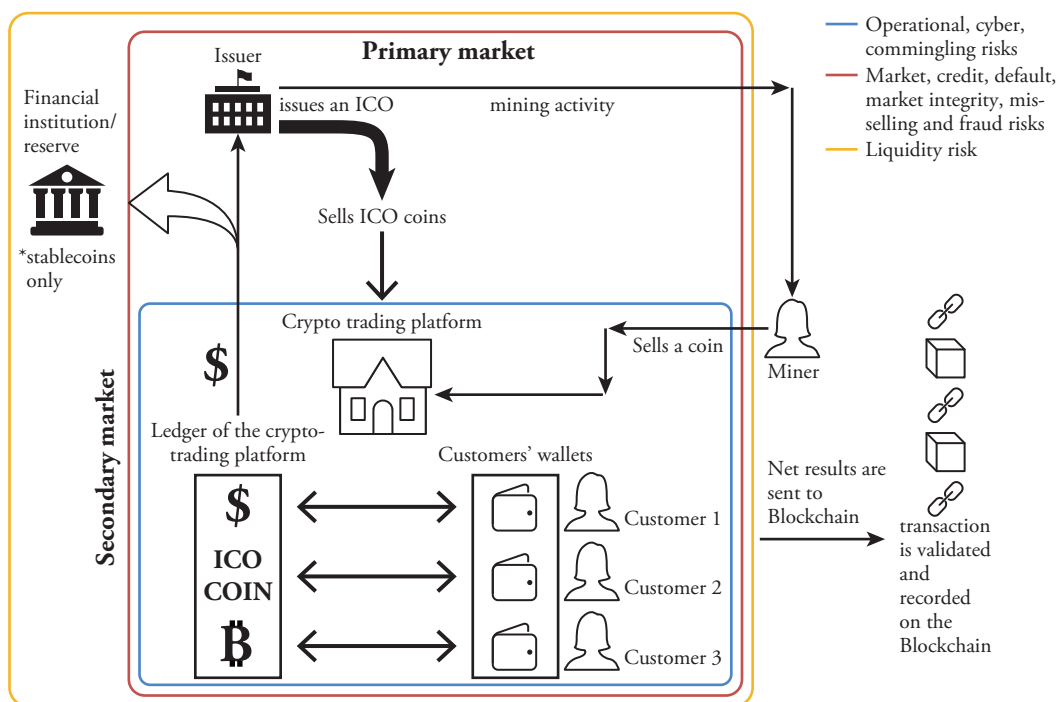 Primary market
Issuer
issues an ICO
mining activity
Operational, cyber,
commingling risks
Market, credit, default,
market integrity, mis-
selling and fraud risks
Liquidity risk
Financial
institution/
reserve
*stablecoins
only
Sells ICO coins
Crypto trading platform
Sells a coin
Miner
$
Secondary market
Ledger of the crypto-
trading platform
Customers’ wallets
$
ICO
COIN
₿
Customer 1
Customer 2
Customer 3
Net results are
sent to
Blockchain
transaction
is validated
and
recorded
on the
Blockchain